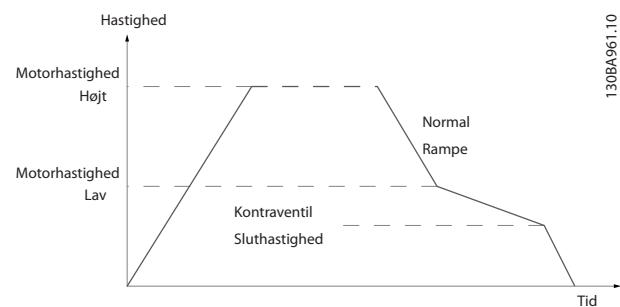 Hastighed
130BA961.10
Motorhastighed
Højt
Normal
Rampe
Motorhastighed
Lav
Kontraventil
Sluthastighed
Tid